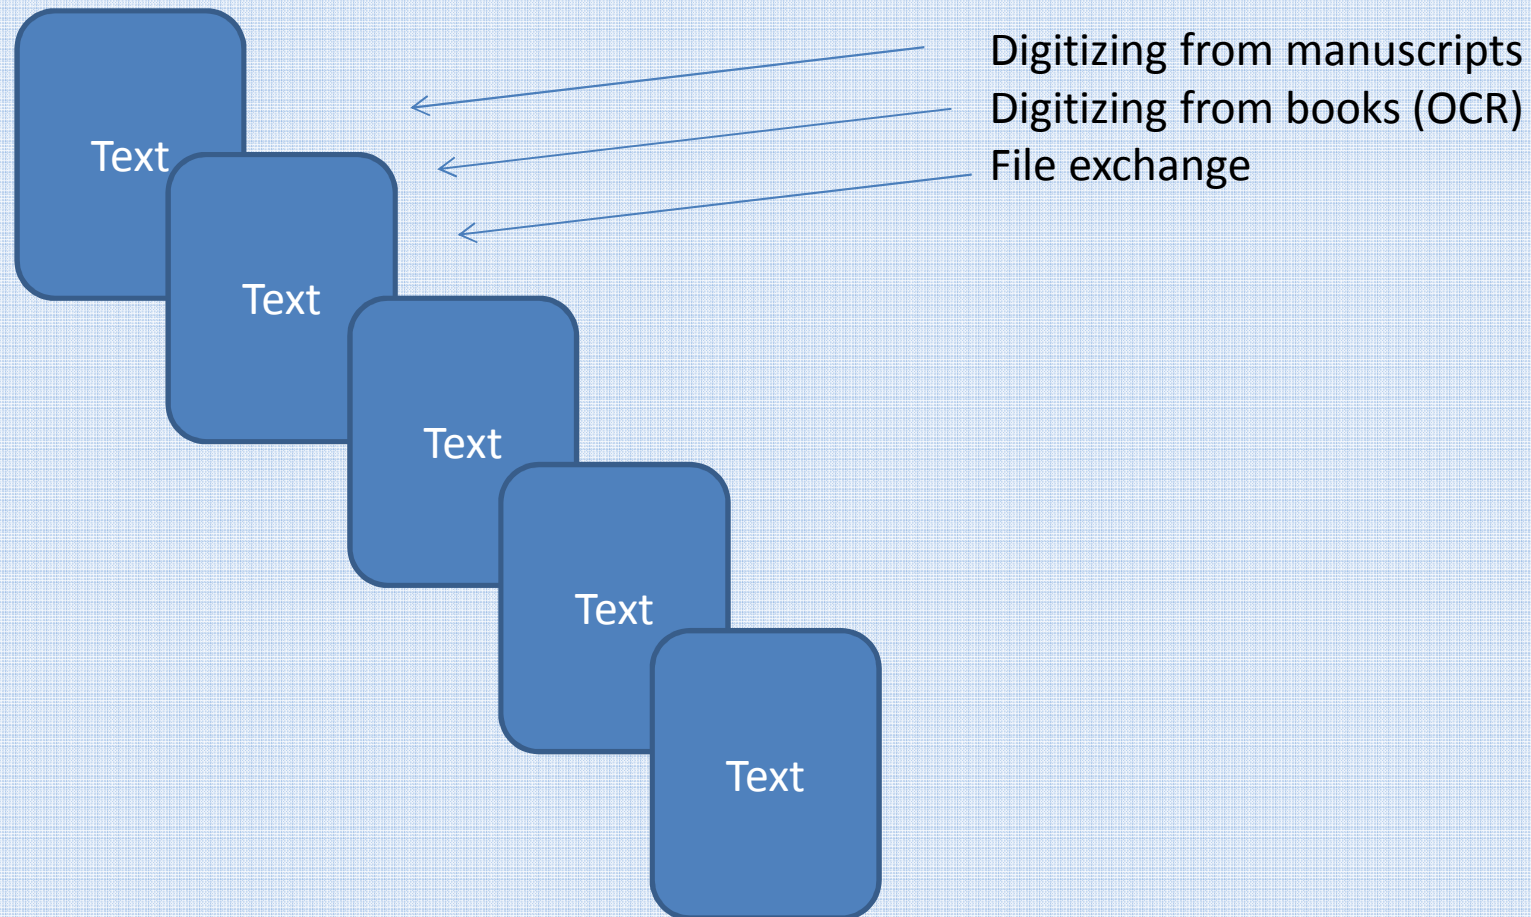 Digitizing from manuscripts
Digitizing from books (OCR)
File exchange
Text
Text
Text
Text
Text